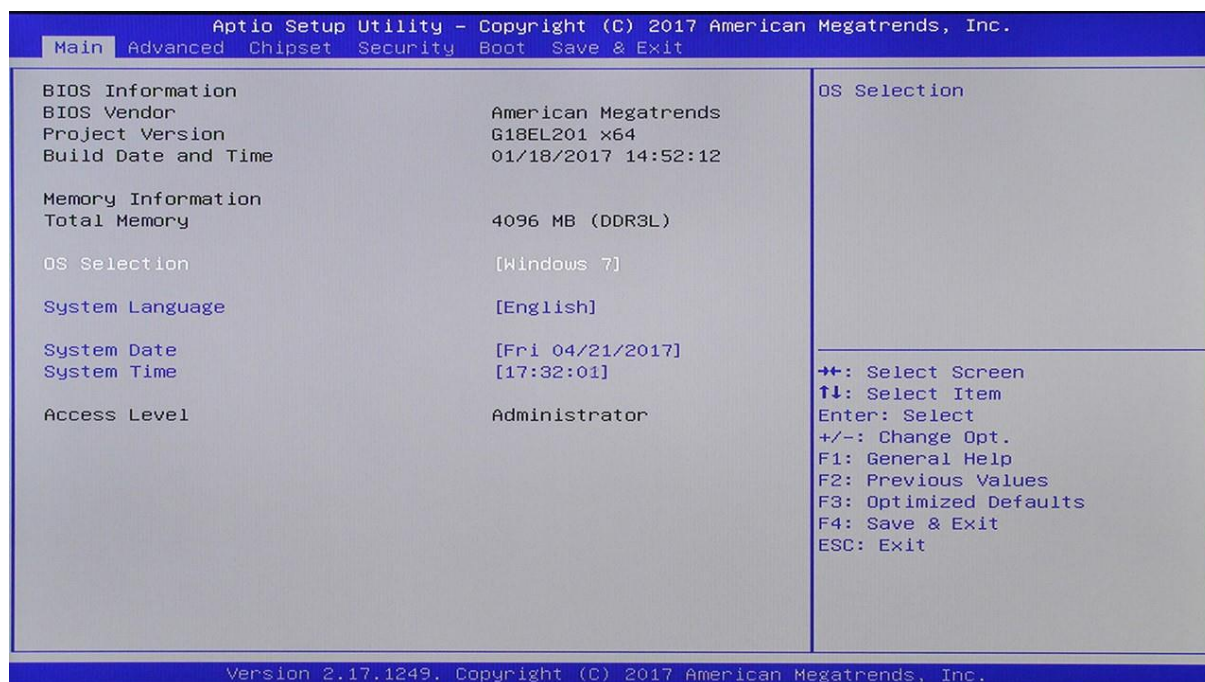 Aptio Setup Utility – Copyright (C) 2017 American Megatrends, Inc.
Main Advanced Chipset Security Boot Save & Exit
BIOS Information
BIOS Vendor American Megatrends
Project Version G18EL201 x64
Build Date and Time 01/18/2017 14:52:12
Memory Information
Total Memory 4096 MB (DDR3L)
OS Selection [Windows 7]
System Language [English]
System Date [Fri 04/21/2017]
System Time [17:32:01]
Access Level Administrator
OS Selection
→←: Select Screen
↑↓: Select Item
Enter: Select
+/-: Change Opt.
F1: General Help
F2: Previous Values
F3: Optimized Defaults
F4: Save & Exit
ESC: Exit
Version 2.17.1249. Copyright (C) 2017 American Megatrends, Inc.